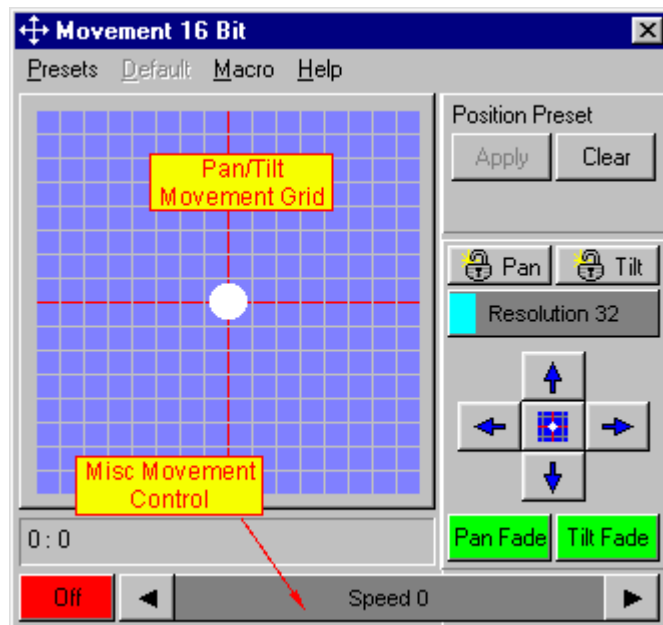 Movement 16 Bit
Presets Default Macro Help
Position Preset
Apply Clear
Pan/Tilt
Movement Grid
Pan Tilt
Resolution 32
Misc Movement
Control
0 : 0
Pan Fade Tilt Fade
Off Speed 0